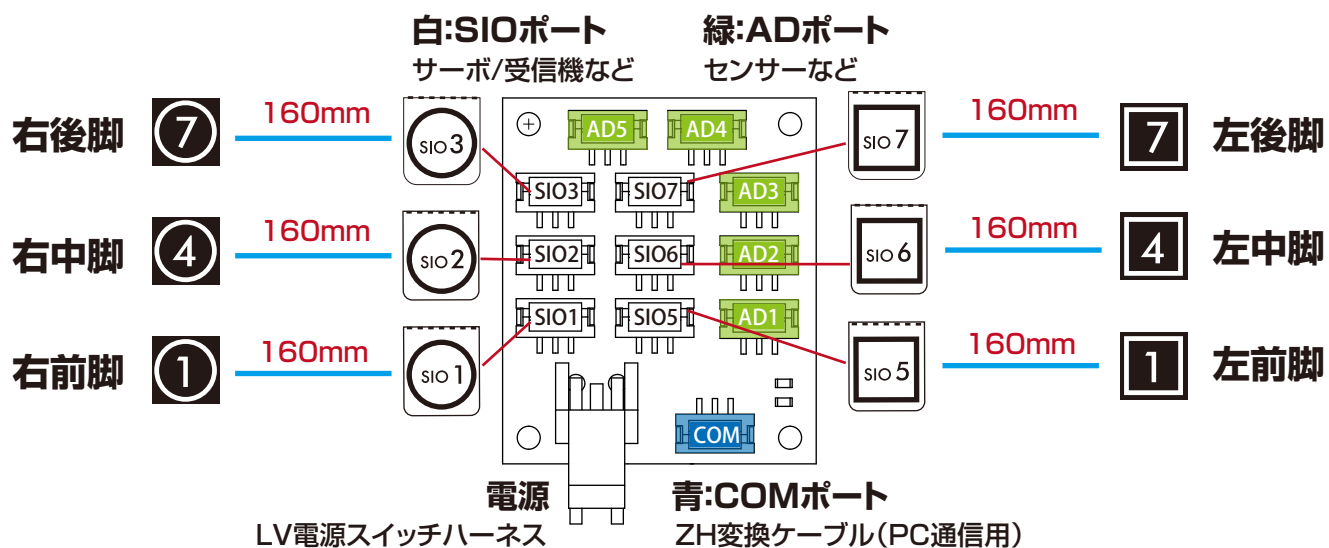 白:SIOポート
サーボ/受信機など
緑:ADポート
センサーなど
右後脚 7 160mm SIO 3
AD5 AD4
SIO 7 160mm 7 左後脚
SIO3 SIO7 AD3
右中脚 4 160mm SIO 2
SIO2 SIO6 AD2
SIO 6 160mm 4 左中脚
SIO1 SIO5 AD1
右前脚 1 160mm SIO 1
SIO 5 160mm 1 左前脚
COM
電源
LV電源スイッチハーネス
青:COMポート
ZH変換ケーブル(PC通信用)